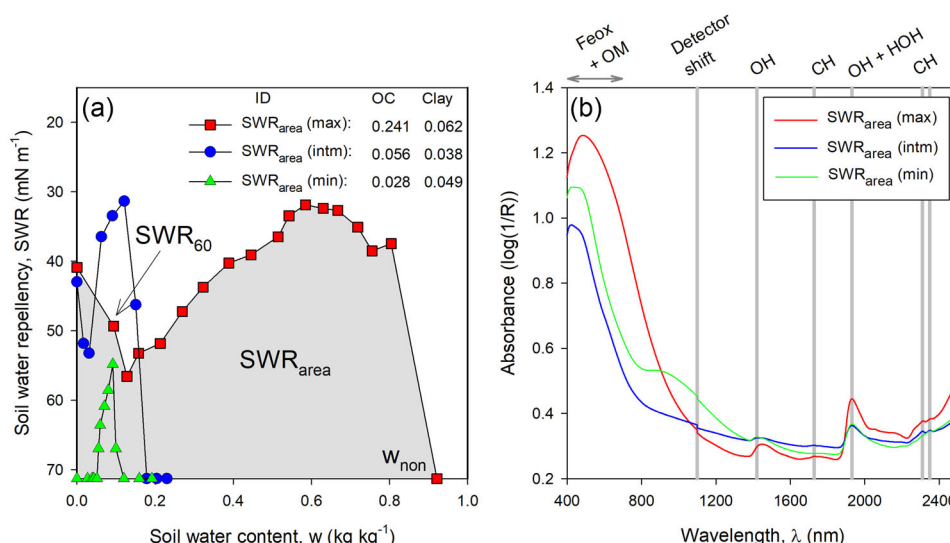 (a)
ID OC Clay
SWRarea (max): 0.241 0.062
SWRarea (intm): 0.056 0.038
SWRarea (min): 0.028 0.049
Soil water repellency, SWR (mN m-1)
20
30
40
50
60
70
SWR60
SWRarea
wnon
0.0 0.2 0.4 0.6 0.8 1.0
Soil water content, w (kg kg-1)
Feox
+ OM
Detector
shift
OH
CH
OH + HOH
CH
(b)
SWRarea (max)
SWRarea (intm)
SWRarea (min)
Absorbance (log(1/R))
1.4
1.2
1.0
0.8
0.6
0.4
0.2
400 800 1200 1600 2000 2400
Wavelength, λ (nm)